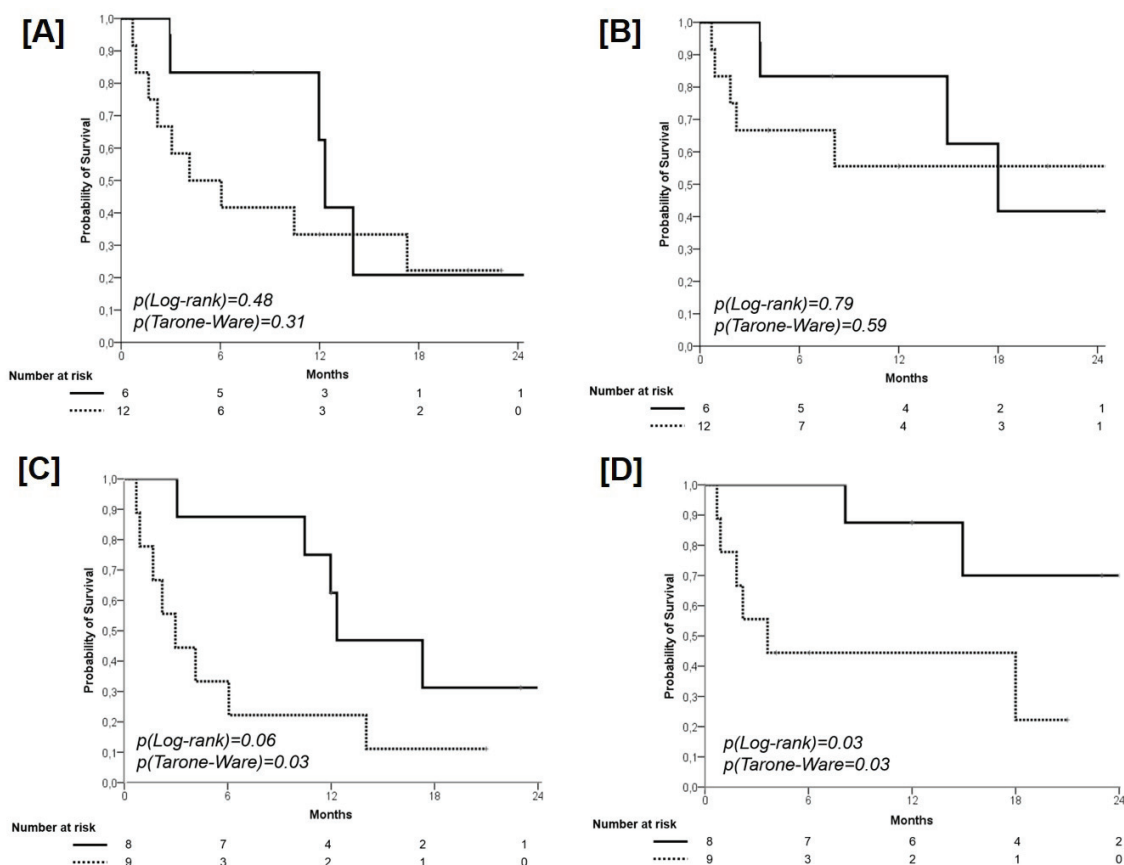 [A]
Probability of Survival
1,0
0,9
0,8
0,7
0,6
0,5
0,4
0,3
0,2
0,1
0,0
p(Log-rank)=0.48
p(Tarone-Ware)=0.31
0 6 12 18 24
Months
Number at risk
6 5 3 1 1
12 6 3 2 0
[B]
Probability of Survival
1,0
0,9
0,8
0,7
0,6
0,5
0,4
0,3
0,2
0,1
0,0
p(Log-rank)=0.79
p(Tarone-Ware)=0.59
0 6 12 18 24
Months
Number at risk
6 5 4 2 1
12 7 4 3 1
[C]
Probability of Survival
1,0
0,9
0,8
0,7
0,6
0,5
0,4
0,3
0,2
0,1
0,0
p(Log-rank)=0.06
p(Tarone-Ware)=0.03
0 6 12 18 24
Months
Number at risk
8 7 4 2 1
9 3 2 1 0
[D]
Probability of Survival
1,0
0,9
0,8
0,7
0,6
0,5
0,4
0,3
0,2
0,1
0,0
p(Log-rank)=0.03
p(Tarone-Ware=0.03
0 6 12 18 24
Months
Number at risk
8 7 6 4 2
9 3 2 1 0